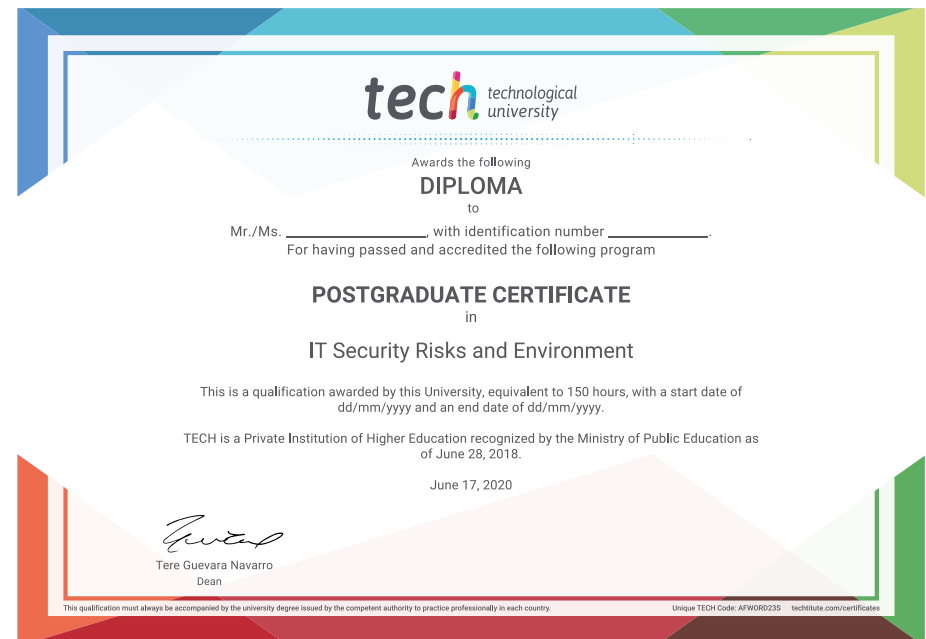 tech technological
university
Awards the following
DIPLOMA
to
Mr./Ms. ____________________, with identification number ______________.
For having passed and accredited the following program
POSTGRADUATE CERTIFICATE
in
IT Security Risks and Environment
This is a qualification awarded by this University, equivalent to 150 hours, with a start date of
dd/mm/yyyy and an end date of dd/mm/yyyy.
TECH is a Private Institution of Higher Education recognized by the Ministry of Public Education as
of June 28, 2018.
June 17, 2020
Tere Guevara Navarro
Dean
This qualification must always be accompanied by the university degree issued by the competent authority to practice professionally in each country. Unique TECH Code: AFWORD23S techtitute.com/certificates